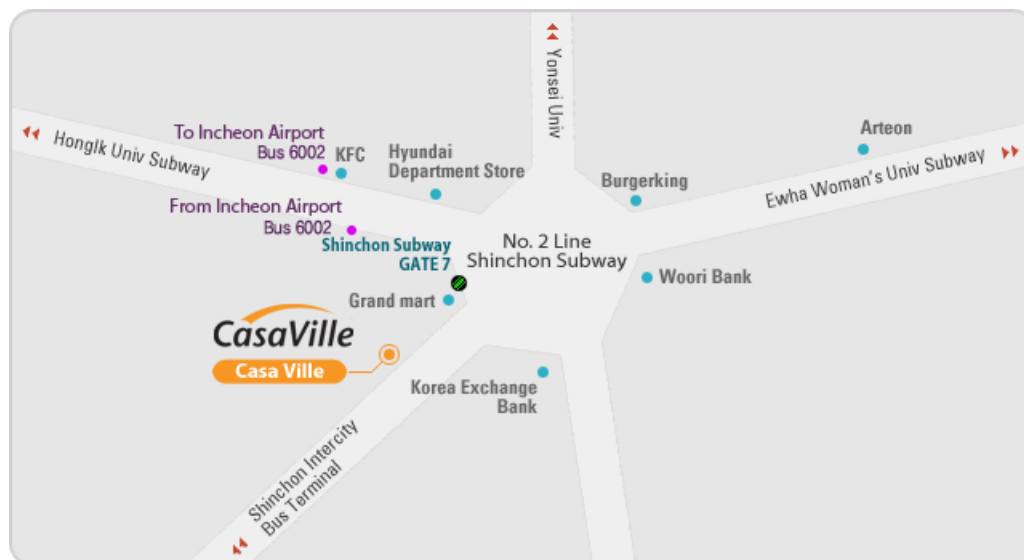 Yonsei Univ
Arteon
To Incheon Airport
Bus 6002
KFC
Hyundai
Department Store
Honglk Univ Subway
Burgerking
Ewha Woman's Univ Subway
From Incheon Airport
Bus 6002
Shinchon Subway
GATE 7
No. 2 Line
Shinchon Subway
Woori Bank
Grand mart
CasaVille
Casa Ville
Korea Exchange
Bank
Shinchon Intercity
Bus Terminal